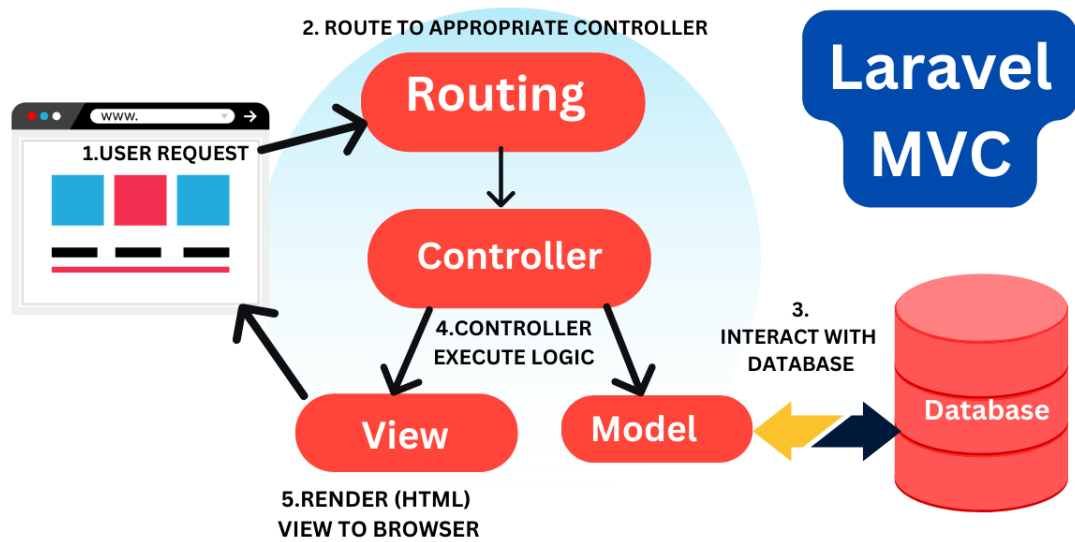 2. ROUTE TO APPROPRIATE CONTROLLER
Laravel
MVC
Routing
www.
1.USER REQUEST
Controller
4.CONTROLLER
EXECUTE LOGIC
3.
INTERACT WITH
DATABASE
View
Model
Database
5.RENDER (HTML)
VIEW TO BROWSER